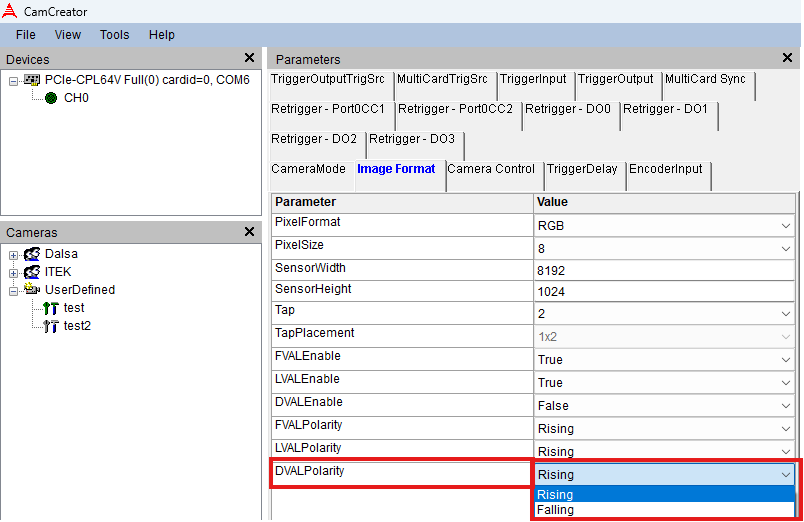 CamCreator
File View Tools Help
Devices
PCIe-CPL64V Full(0) cardid=0, COM6
CH0
Cameras
Dalsa
ITEK
UserDefined
test
test2
Parameters
TriggerOutputTrigSrc MultiCardTrigSrc TriggerInput TriggerOutput MultiCard Sync
Retrigger - Port0CC1 Retrigger - Port0CC2 Retrigger - DO0 Retrigger - DO1
Retrigger - DO2 Retrigger - DO3
CameraMode Image Format Camera Control TriggerDelay EncoderInput
Parameter Value
PixelFormat RGB
PixelSize 8
SensorWidth 8192
SensorHeight 1024
Tap 2
TapPlacement 1x2
FVALEnable True
LVALEnable True
DVALEnable False
FVALPolarity Rising
LVALPolarity Rising
DVALPolarity Rising
Rising
Falling